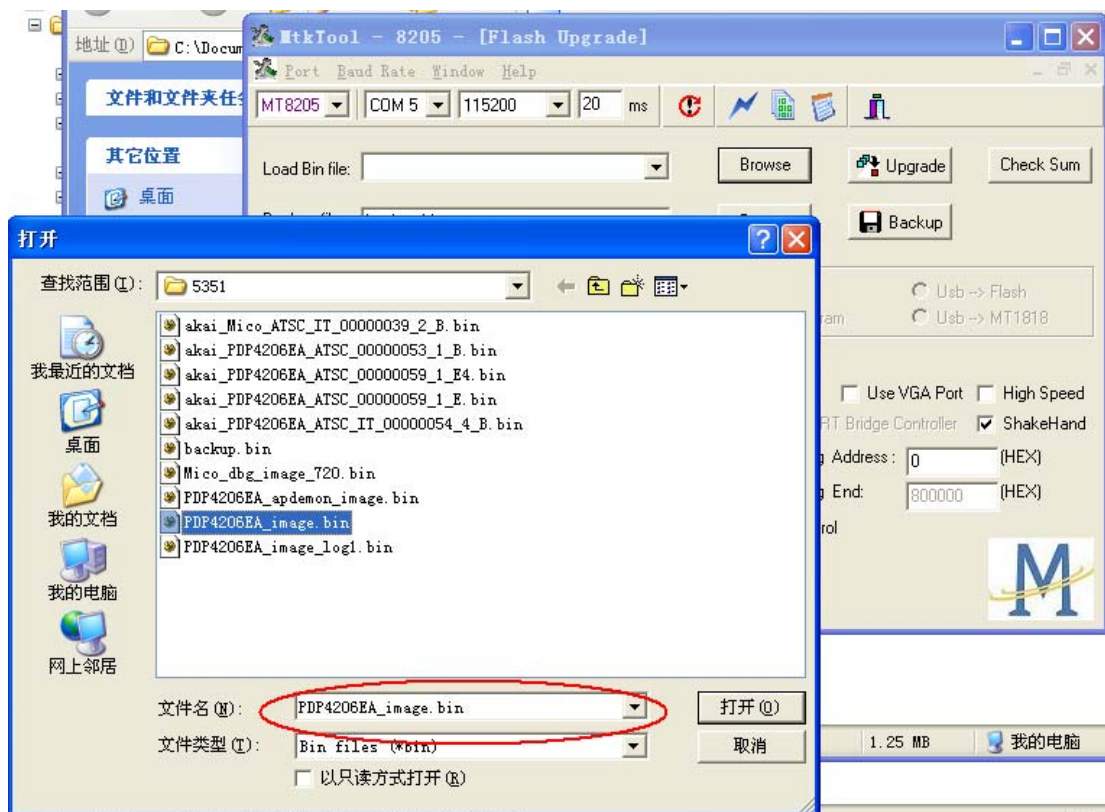 地址(D) C:\Docum
MtkTool - 8205 - [Flash Upgrade]
Port Baud Rate Window Help
MT8205 COM 5 115200 20 ms
文件和文件夹任
其它位置
桌面
Load Bin file: Browse Upgrade Check Sum
Backup
打开
查找范围(I): 5351
Usb --> Flash
Usb --> MT1818
我最近的文档
桌面
我的文档
我的电脑
网上邻居
akai_Mico_ATSC_IT_00000039_2_B.bin
akai_PDP4206EA_ATSC_00000053_1_B.bin
akai_PDP4206EA_ATSC_00000059_1_E4.bin
akai_PDP4206EA_ATSC_00000059_1_E.bin
akai_PDP4206EA_ATSC_IT_00000054_4_B.bin
backup.bin
Mico_dbg_image_720.bin
PDP4206EA_apdemon_image.bin
PDP4206EA_image.bin
PDP4206EA_image_log1.bin
Use VGA Port High Speed
RT Bridge Controller ShakeHand
Address: 0 (HEX)
End: 800000 (HEX)
rol
M
文件名(N): PDP4206EA_image.bin 打开(O)
文件类型(T): Bin files (*bin) 取消
以只读方式打开(R)
1.25 MB 我的电脑